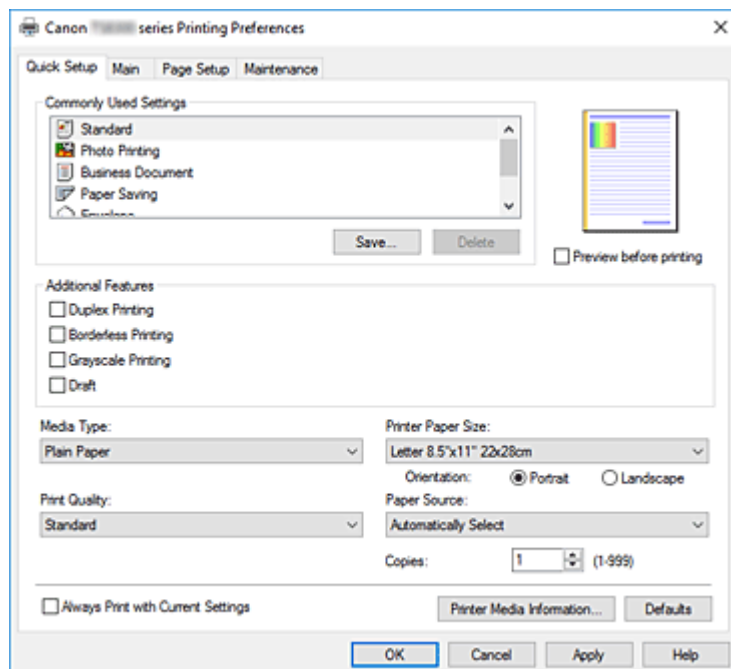 Canon series Printing Preferences
Quick Setup Main Page Setup Maintenance
Commonly Used Settings
Standard
Photo Printing
Business Document
Paper Saving
Envelope
Save... Delete
Preview before printing
Additional Features
Duplex Printing
Borderless Printing
Grayscale Printing
Draft
Media Type: Printer Paper Size:
Plain Paper Letter 8.5"x11" 22x28cm
Orientation: Portrait Landscape
Print Quality: Paper Source:
Standard Automatically Select
Copies: 1 (1-999)
Always Print with Current Settings Printer Media Information... Defaults
OK Cancel Apply Help